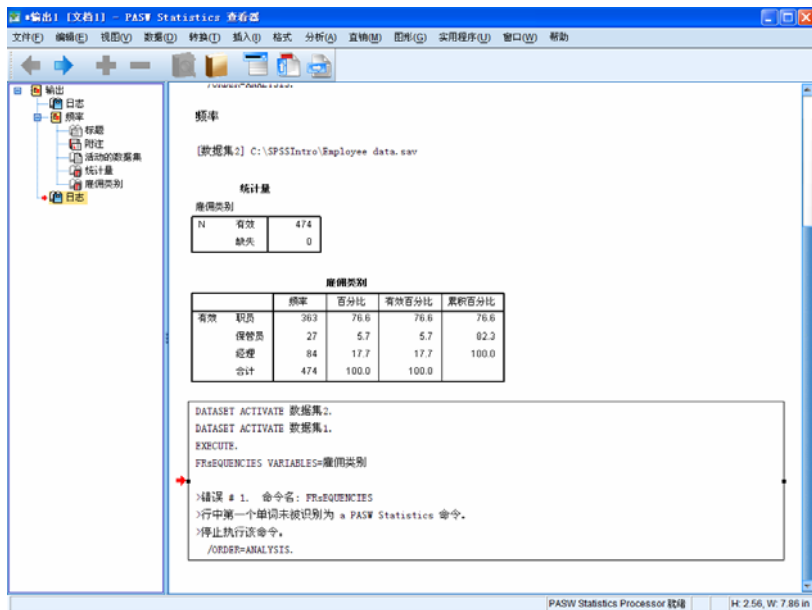 *输出1 [文档1] - PASW Statistics 查看器
文件(F) 编辑(E) 视图(V) 数据(D) 转换(T) 插入(I) 格式 分析(A) 直销(M) 图形(G) 实用程序(U) 窗口(W) 帮助
输出
日志
频率
标题
附注
活动的数据集
统计量
雇佣类别
日志
/ORDER=ANALYSIS.
频率
[数据集2] C:\SPSSIntro\Employee data.sav
统计量
雇佣类别
N 有效 474
缺失 0
雇佣类别
频率 百分比 有效百分比 累积百分比
有效 职员 363 76.6 76.6 76.6
保管员 27 5.7 5.7 82.3
经理 84 17.7 17.7 100.0
合计 474 100.0 100.0
DATASET ACTIVATE 数据集2.
DATASET ACTIVATE 数据集1.
EXECUTE.
FRsEQUENCIES VARIABLES=雇佣类别
>错误 # 1. 命令名: FRsEQUENCIES
>行中第一个单词未被识别为 a PASW Statistics 命令。
>停止执行该命令。
/ORDER=ANALYSIS.
PASW Statistics Processor 就绪 H: 2.56, W: 7.86 in